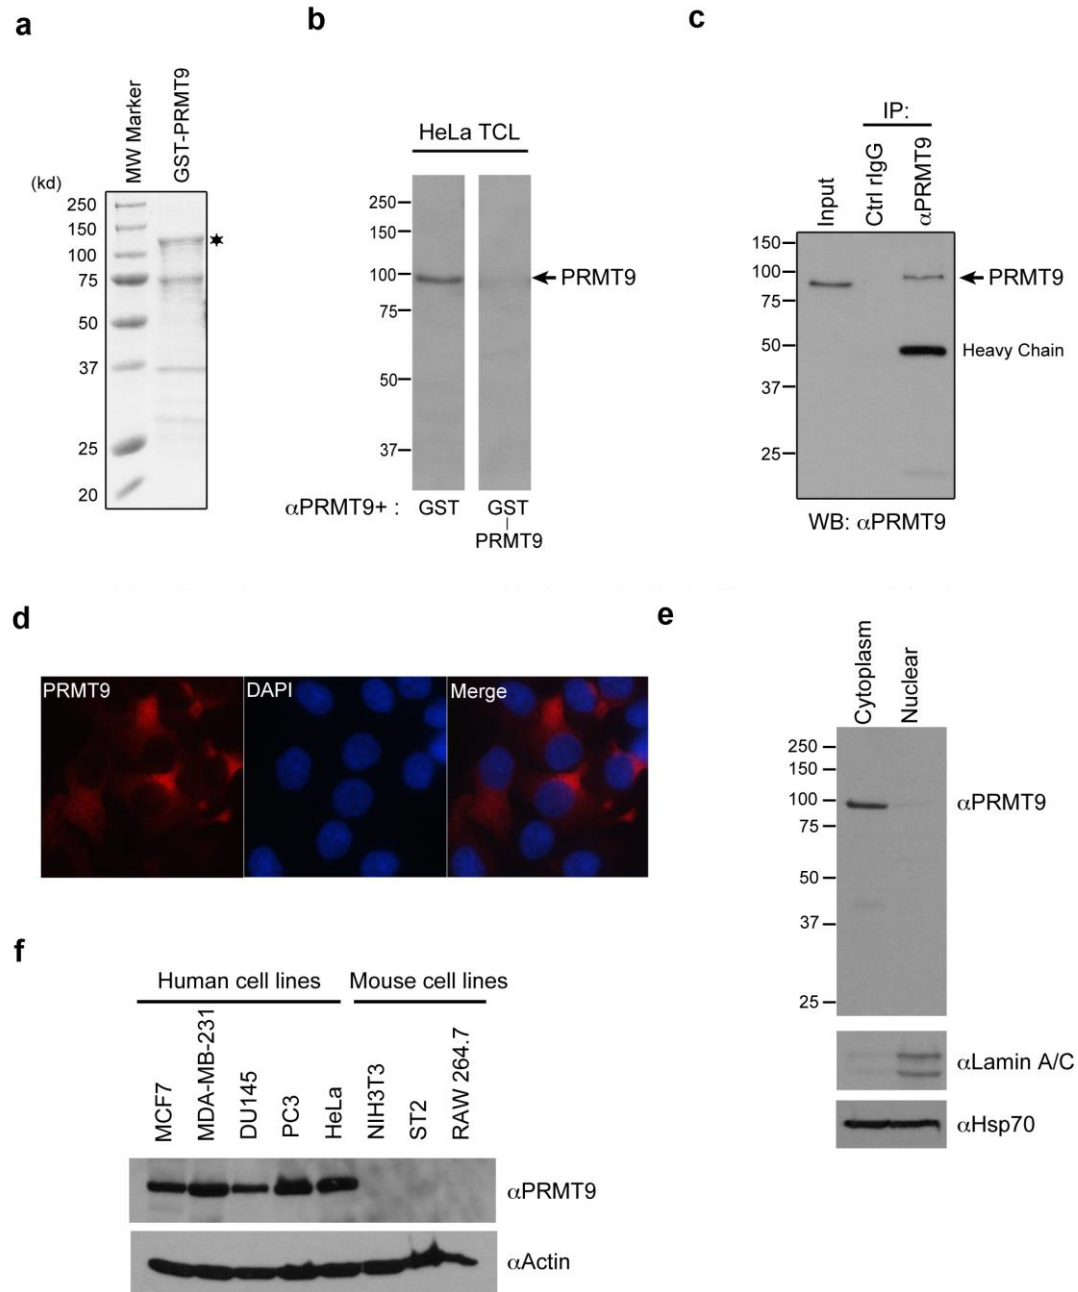 a
MW Marker
GST-PRMT9
(kd)
250
150
100
75
50
37
25
20
b
HeLa TCL
250
150
100
75
50
37
PRMT9
αPRMT9+ : GST GST
PRMT9
c
IP:
Input
Ctrl rIgG
αPRMT9
150
100
75
50
37
25
PRMT9
Heavy Chain
WB: αPRMT9
d
PRMT9
DAPI
Merge
e
Cytoplasm
Nuclear
250
150
100
75
50
37
25
αPRMT9
αLamin A/C
αHsp70
f
Human cell lines Mouse cell lines
MCF7
MDA-MB-231
DU145
PC3
HeLa
NIH3T3
ST2
RAW 264.7
αPRMT9
αActin